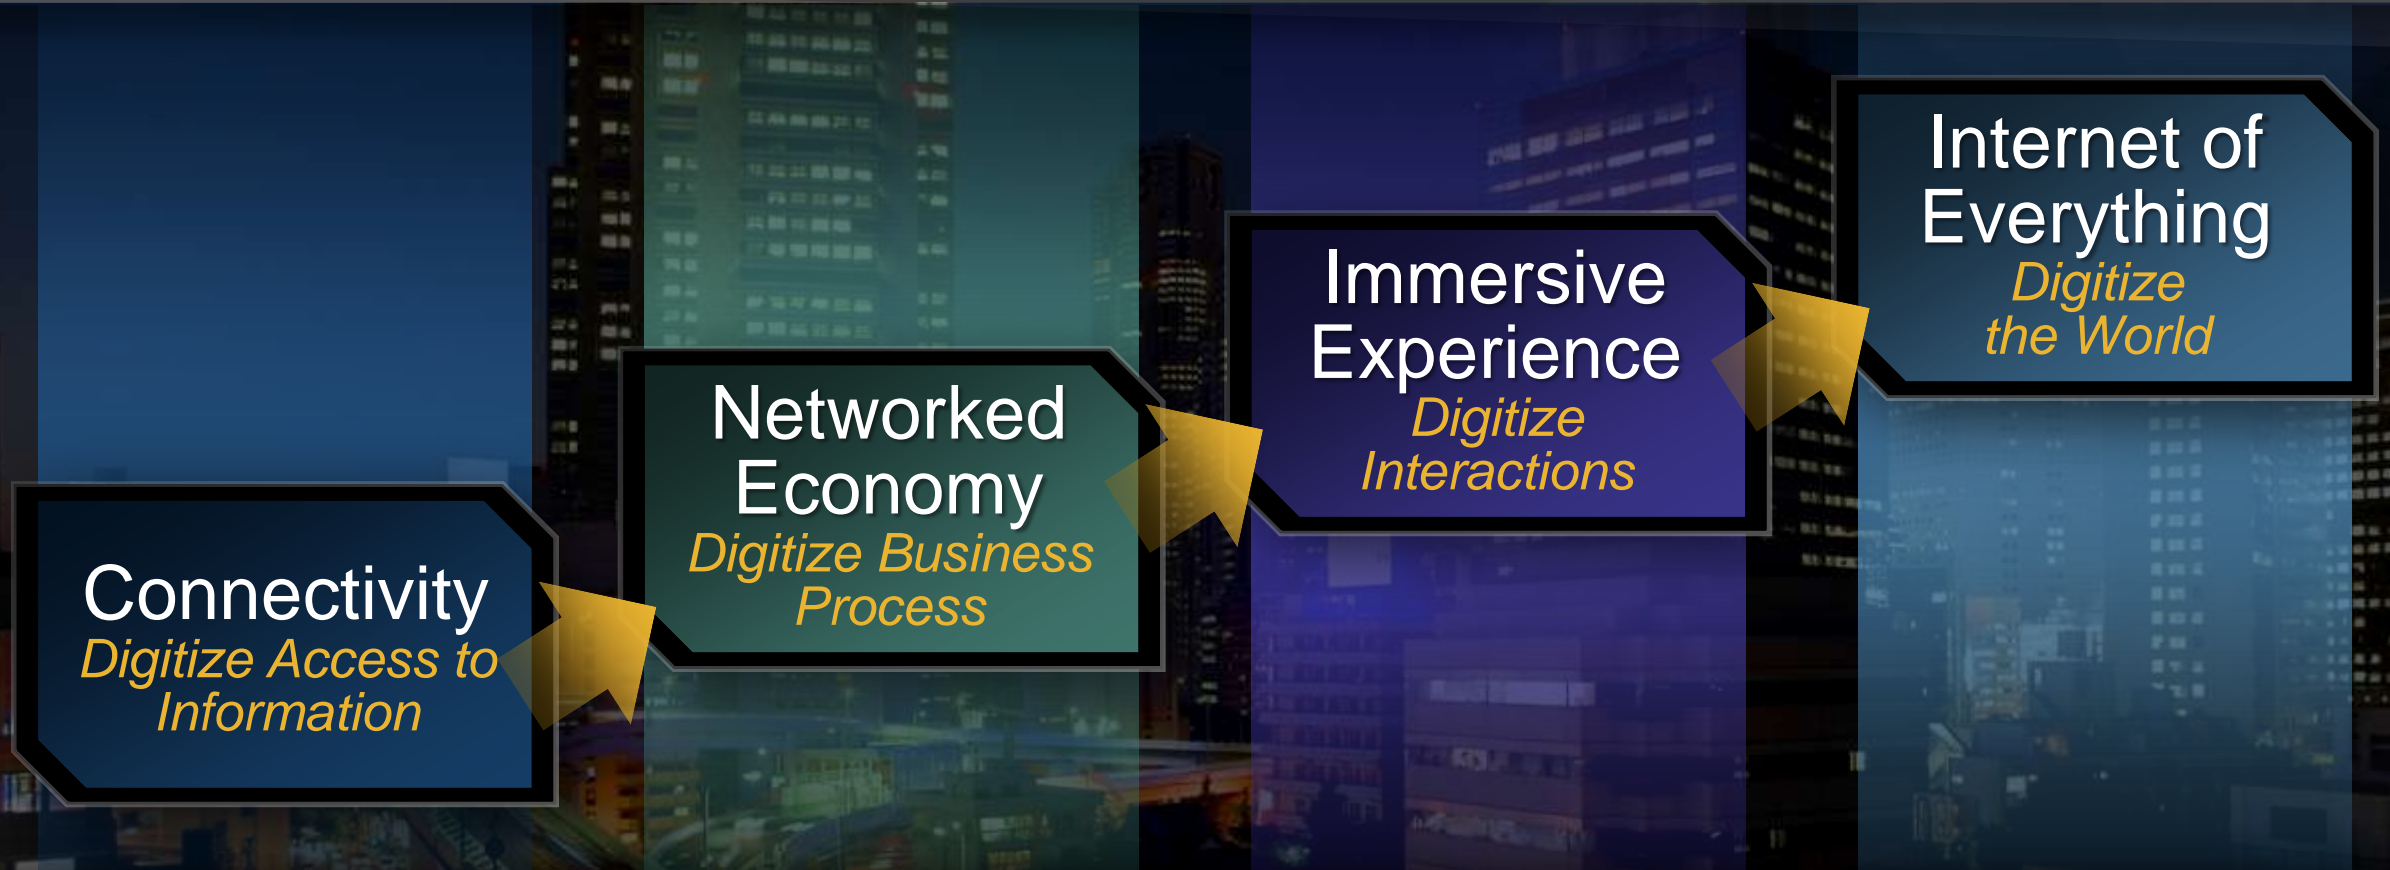 Connectivity
Digitize Access to
Information
Networked
Economy
Digitize Business
Process
Immersive
Experience
Digitize
Interactions
Internet of
Everything
Digitize
the World